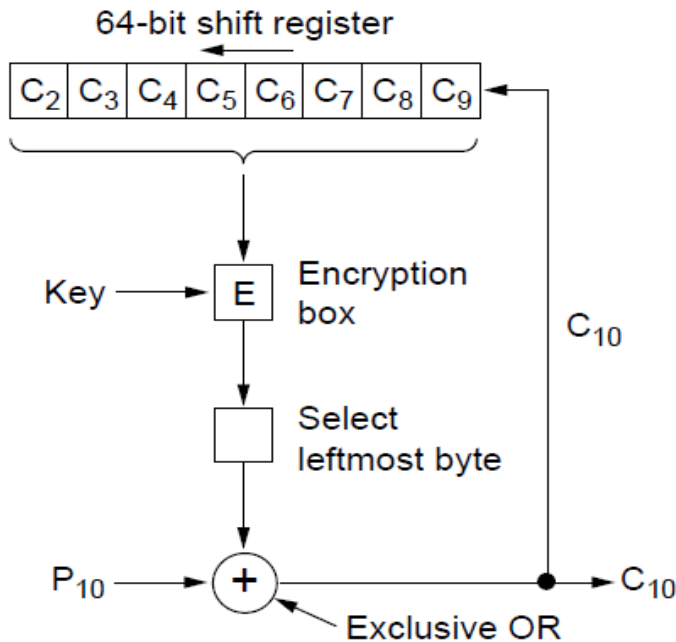 64-bit shift register
C₂ C₃ C₄ C₅ C₆ C₇ C₈ C₉
Key
E
Encryption
box
C₁₀
Select
leftmost byte
P₁₀
+
C₁₀
Exclusive OR